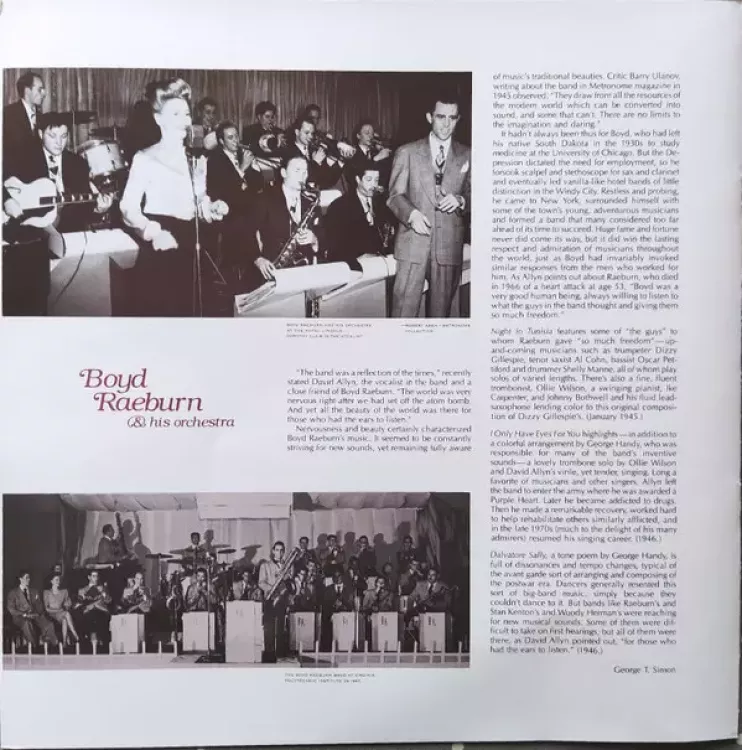 Boyd
Raeburn
& his orchestra
"The band was a reflection of the times," recently
stated David Allyn, the vocalist in the band and a
close friend of Boyd Raeburn. "The world was very
nervous right after we had set off the atom bomb.
And yet all the beauty of the world was there for
those who had the ears to listen."
Nervousness and beauty certainly characterized
Boyd Raeburn's music. It seemed to be constantly
striving for new sounds, yet remaining fully aware
of music's traditional beauties. Critic Barry Ulanov,
writing about the band in Metronome magazine in
1945 observed, "They draw from all the resources of
the modern world which can be converted into
sound, and some that can't. There are no limits to
the imagination and daring."
It hadn't always been thus for Boyd, who had left
his native South Dakota in the 1930s to study
medicine at the University of Chicago. But the De-
pression dictated the need for employment, so he
forsook scalpel and stethoscope for sax and clarinet
and eventually led vanilla-like hotel bands of little
distinction in the Windy City. Restless and probing,
he came to New York, surrounded himself with
some of the town's young, adventurous musicians
and formed a band that many considered too far
ahead of its time to succeed. Huge fame and fortune
never did come its way, but it did win the lasting
respect and admiration of musicians throughout
the world, just as Boyd had invariably invoked
similar responses from the men who worked for
him. As Allyn points out about Raeburn, who died
in 1966 of a heart attack at age 53, "Boyd was a
very good human being, always willing to listen to
what the guys in the band thought and giving them
so much freedom."
Night in Tunisia features some of "the guys" to
whom Raeburn gave "so much freedom"—up-
and-coming musicians such as trumpeter Dizzy
Gillespie, tenor saxist Al Cohn, bassist Oscar Pet-
tiford and drummer Shelly Manne, all of whom play
solos of varied lengths. There's also a fine, fluent
trombonist, Ollie Wilson, a swinging pianist, Ike
Carpenter, and Johnny Bothwell and his fluid lead-
saxophone lending color to this original composi-
tion of Dizzy Gillespie's. (January 1945.)
I Only Have Eyes For You highlights—in addition to
a colorful arrangement by George Handy, who was
responsible for many of the band's inventive
sounds—a lovely trombone solo by Ollie Wilson
and David Allyn's virile, yet tender, singing. Long a
favorite of musicians and other singers, Allyn left
the band to enter the army where he was awarded a
Purple Heart. Later he became addicted to drugs.
Then he made a remarkable recovery, worked hard
to help rehabilitate others similarly afflicted, and
in the late 1970s (much to the delight of his many
admirers) resumed his singing career. (1946.)
Dalvatore Sally, a tone poem by George Handy, is
full of dissonances and tempo changes, typical of
the avant garde sort of arranging and composing of
the postwar era. Dancers generally resented this
sort of big-band music, simply because they
couldn't dance to it. But bands like Raeburn's and
Stan Kenton's and Woody Herman's were reaching
for new musical sounds. Some of them were dif-
ficult to take on first hearings, but all of them were
there, as David Allyn pointed out, "for those who
had the ears to listen." (1946.)
George T. Simon